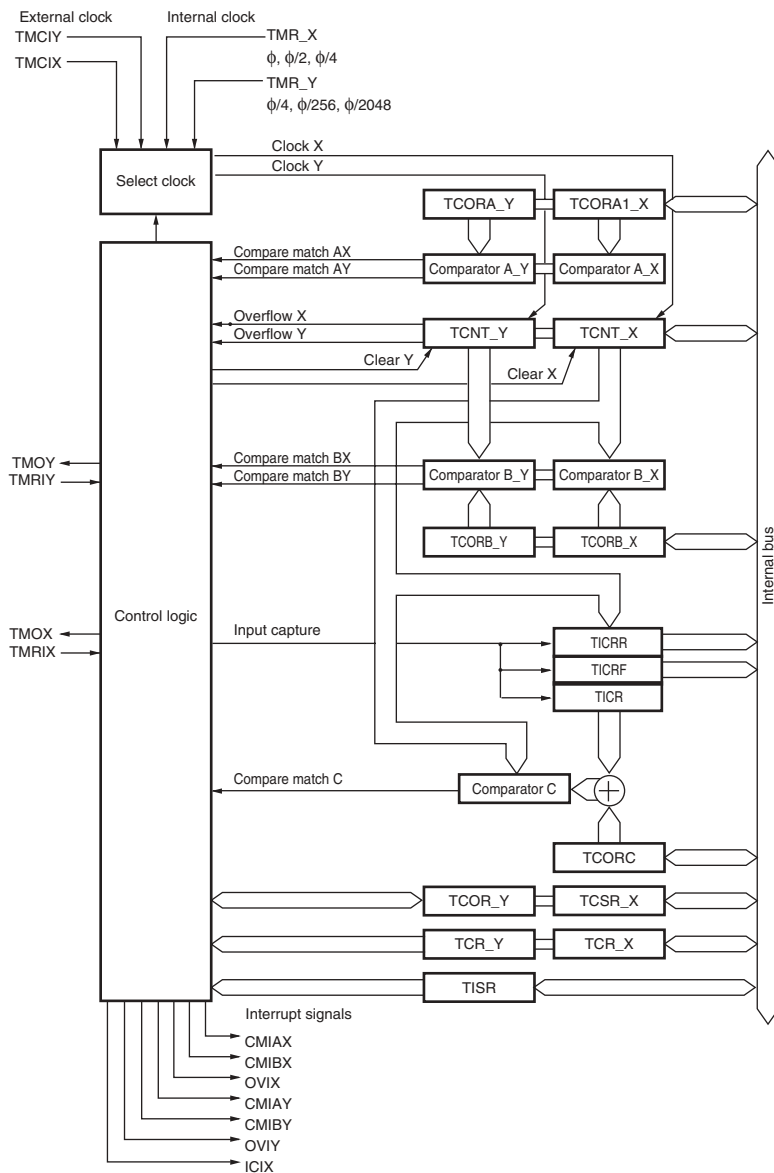 External clock
Internal clock
TMCIY
TMR_X
ϕ, ϕ/2, ϕ/4
TMCIX
TMR_Y
ϕ/4, ϕ/256, ϕ/2048
Clock X
Clock Y
Select clock
TCORA_Y
TCORA1_X
Compare match AX
Compare match AY
Comparator A_Y
Comparator A_X
Overflow X
Overflow Y
TCNT_Y
TCNT_X
Clear Y
Clear X
TMOY
TMRIY
Compare match BX
Compare match BY
Comparator B_Y
Comparator B_X
TCORB_Y
TCORB_X
Internal bus
Control logic
TMOX
TMRIX
Input capture
TICRR
TICRF
TICR
Compare match C
Comparator C
+
TCORC
TCOR_Y
TCSR_X
TCR_Y
TCR_X
TISR
Interrupt signals
CMIAX
CMIBX
OVIX
CMIAY
CMIBY
OVIY
ICIX